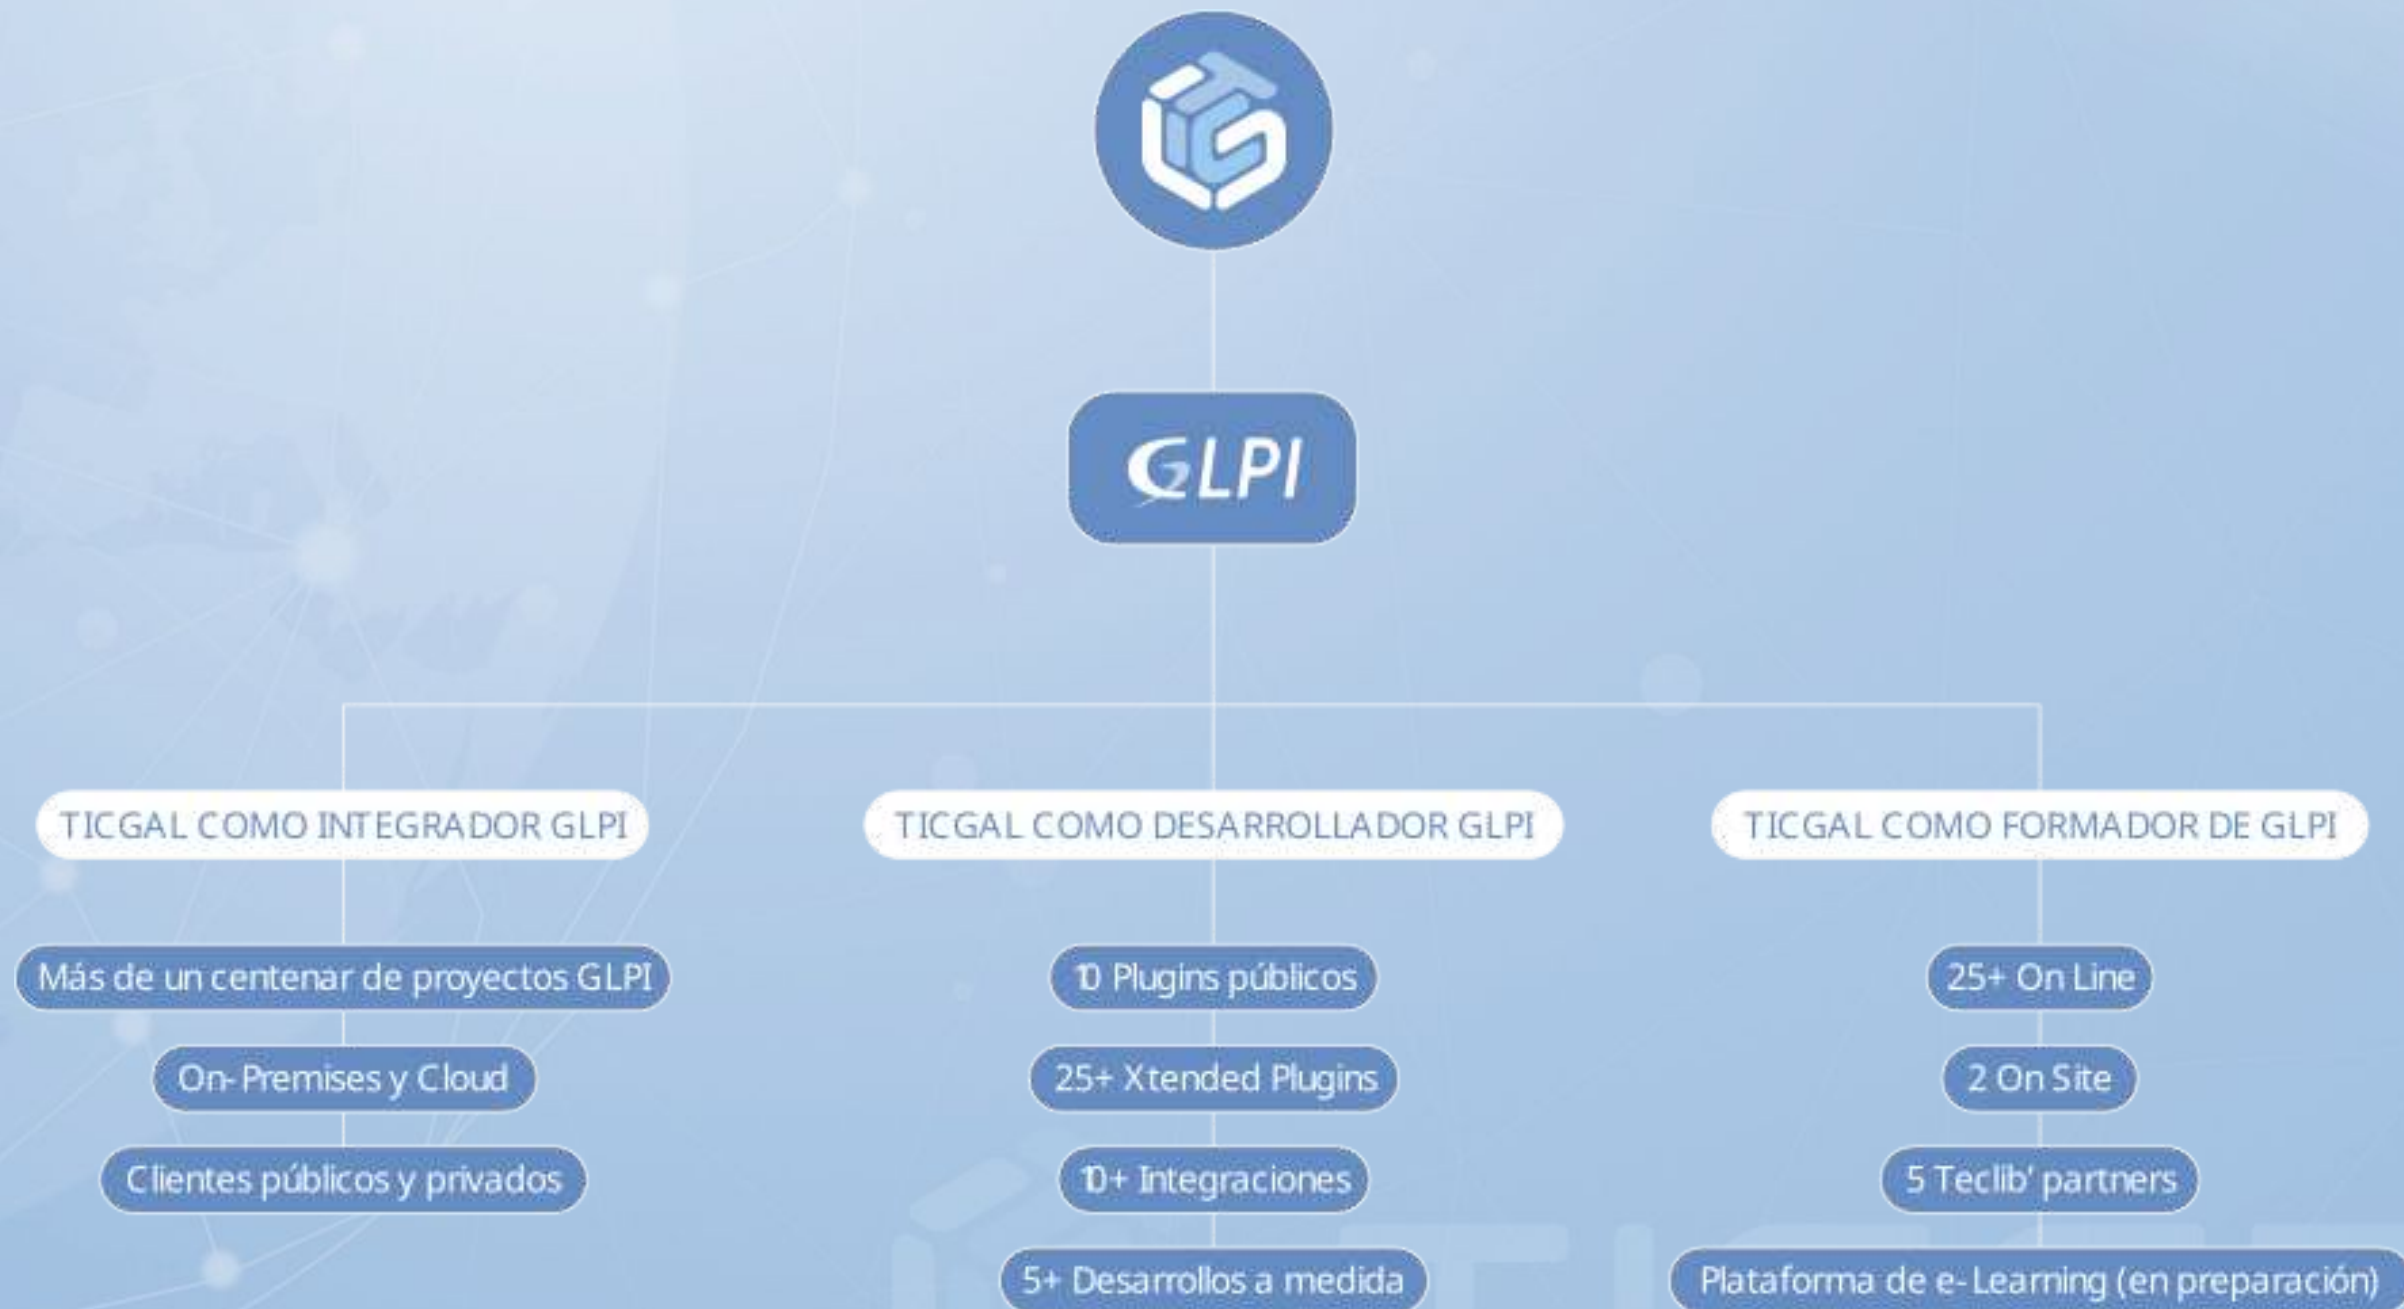 GLPI
TICGAL COMO INTEGRADOR GLPI
Más de un centenar de proyectos GLPI
On-Premises y Cloud
Clientes públicos y privados
TICGAL COMO DESARROLLADOR GLPI
10 Plugins públicos
25+ Xtended Plugins
10+ Integraciones
5+ Desarrollos a medida
TICGAL COMO FORMADOR DE GLPI
25+ On Line
2 On Site
5 Teclib' partners
Plataforma de e-Learning (en preparación)